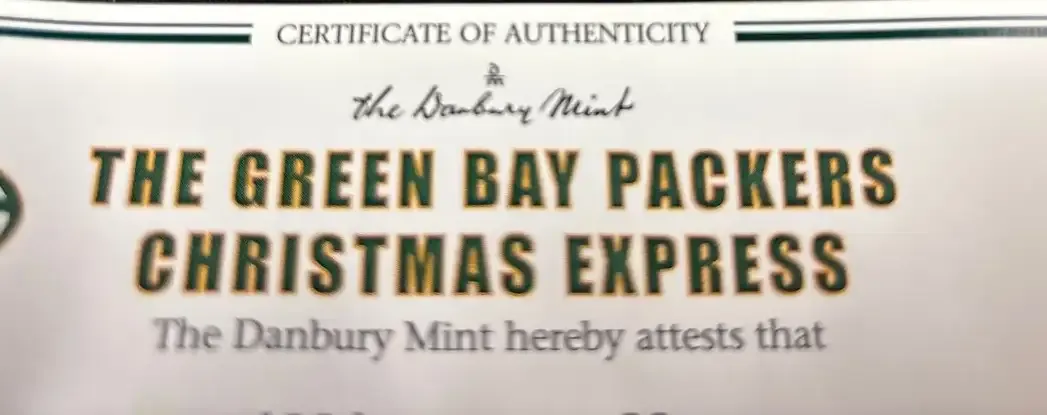 CERTIFICATE OF AUTHENTICITY
the Danbury Mint
THE GREEN BAY PACKERS
CHRISTMAS EXPRESS
The Danbury Mint hereby attests that